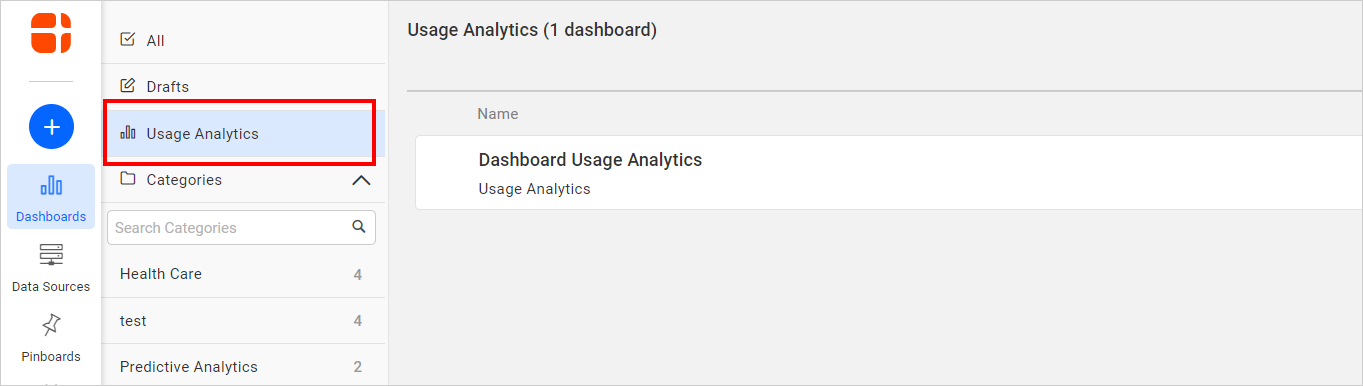 All
Drafts
Usage Analytics
Categories
Search Categories
Health Care 4
test 4
Predictive Analytics 2
Dashboards
Data Sources
Pinboards
Usage Analytics (1 dashboard)
Name
Dashboard Usage Analytics
Usage Analytics